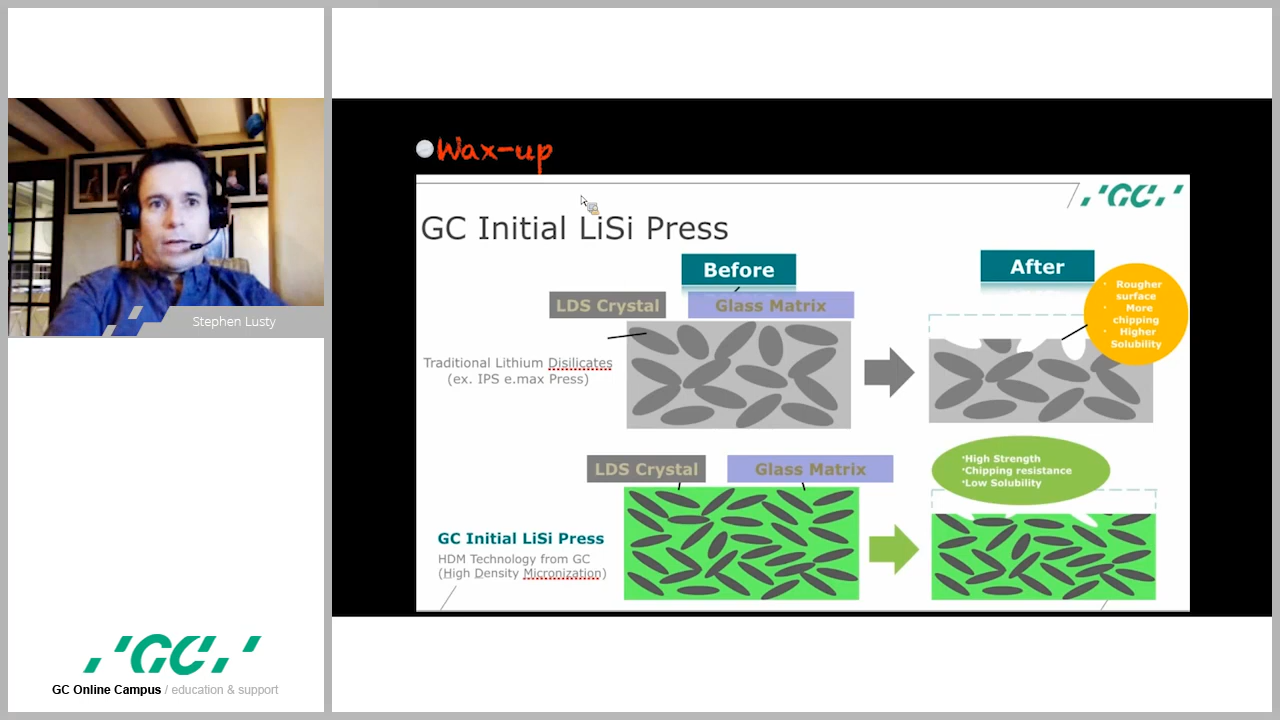 Wax-up
GC
GC Initial LiSi Press
Before
After
LDS Crystal
Glass Matrix
• Rougher
surface
• More
chipping
• Higher
Solubility
Traditional Lithium Disilicates
(ex. IPS e.max Press)
LDS Crystal
Glass Matrix
•High Strength
•Chipping resistance
•Low Solubility
GC Initial LiSi Press
HDM Technology from GC
(High Density Micronization)
Stephen Lusty
GC
GC Online Campus / education & support